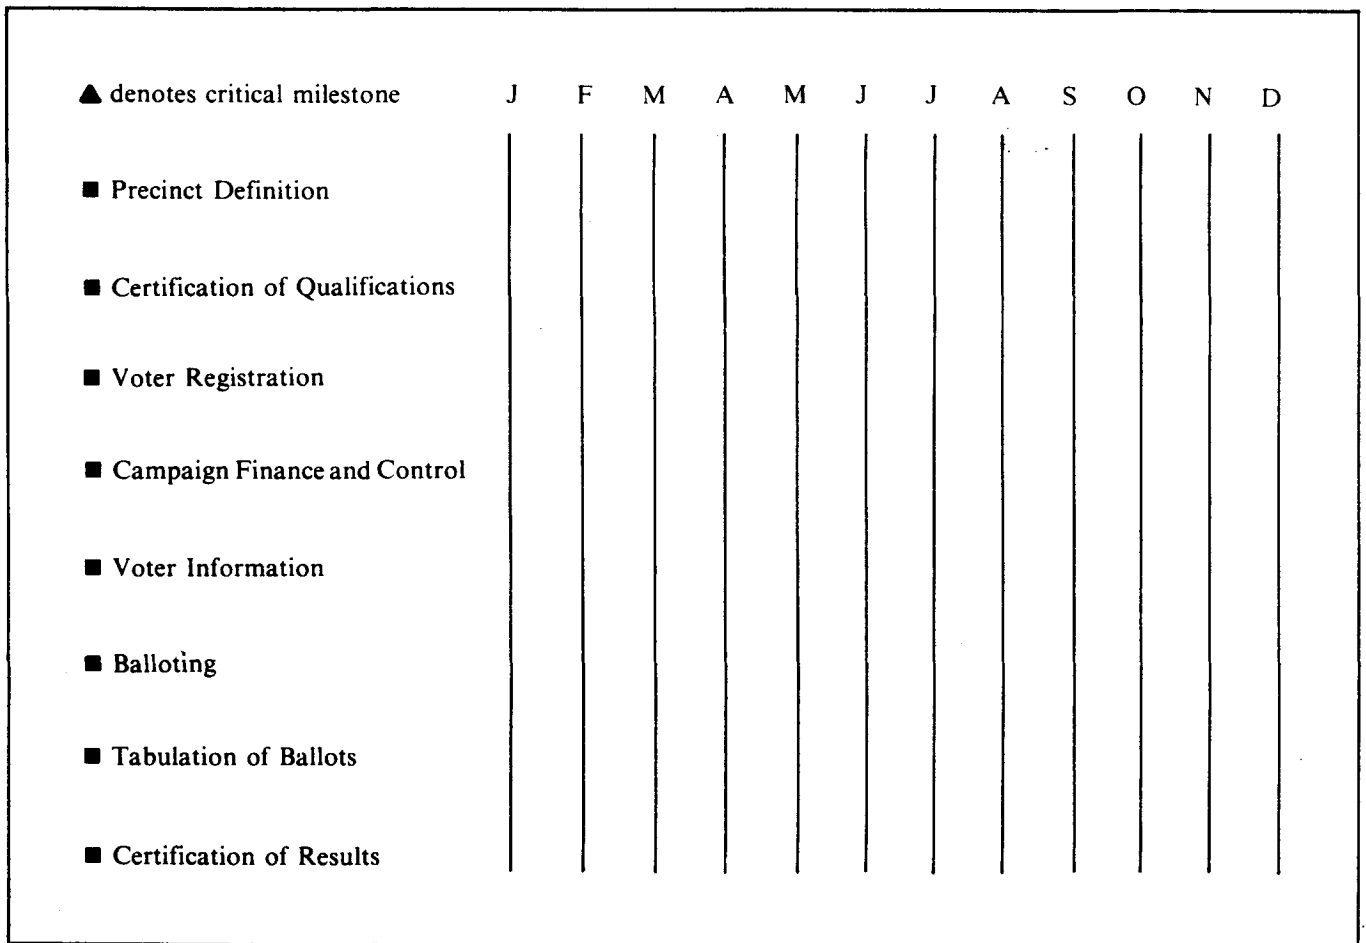 ▲ denotes critical milestone J F M A M J J A S O N D
■ Precinct Definition
■ Certification of Qualifications
■ Voter Registration
■ Campaign Finance and Control
■ Voter Information
■ Balloting
■ Tabulation of Ballots
■ Certification of Results